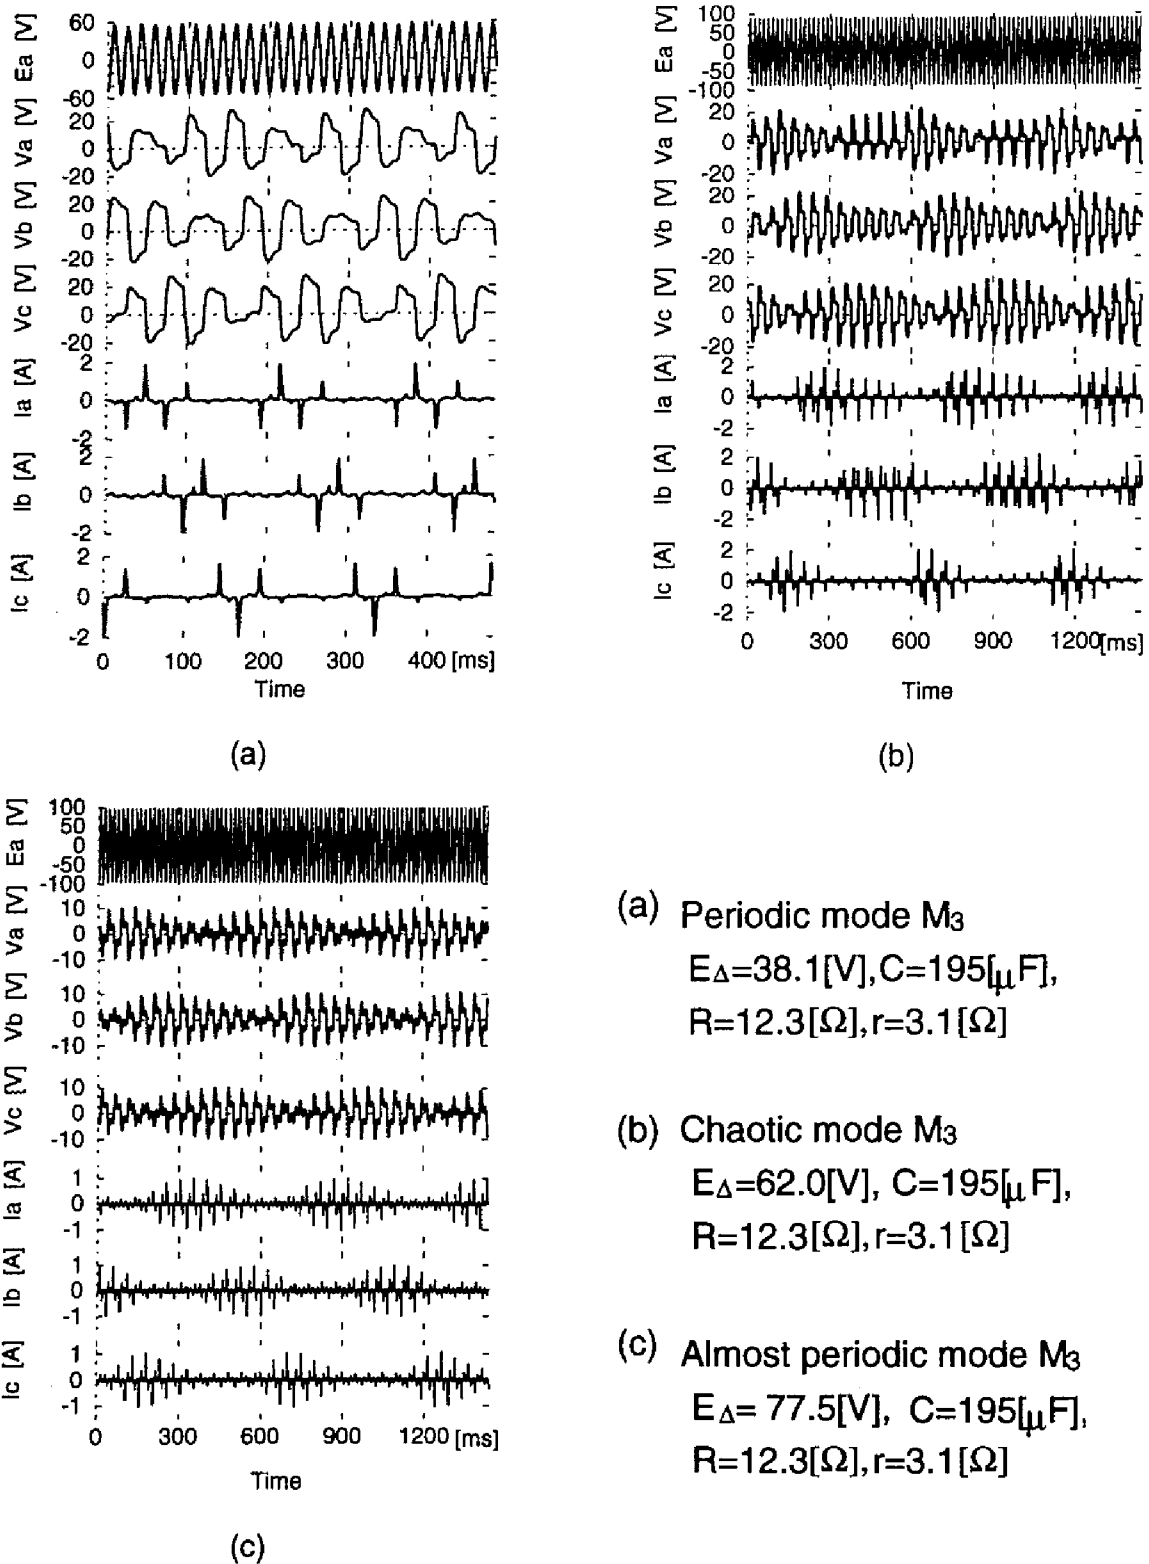 Ea [V]
60
0
-60
Va [V]
20
0
-20
Vb [V]
20
0
-20
Vc [V]
20
0
-20
Ia [A]
2
0
-2
Ib [A]
2
0
-2
Ic [A]
2
0
-2
0 100 200 300 400 [ms]
Time
(a)
Ea [V]
100
50
0
-50
-100
Va [V]
20
0
-20
Vb [V]
20
0
-20
Vc [V]
20
0
-20
Ia [A]
2
0
-2
Ib [A]
2
0
-2
Ic [A]
2
0
-2
0 300 600 900 1200[ms]
Time
(b)
Ea [V]
100
50
0
-50
-100
Va [V]
10
0
-10
Vb [V]
10
0
-10
Vc [V]
10
0
-10
Ia [A]
1
0
-1
Ib [A]
1
0
-1
Ic [A]
1
0
-1
0 300 600 900 1200 [ms]
Time
(c)
(a) Periodic mode M3
EΔ=38.1[V],C=195[μF],
R=12.3[Ω],r=3.1[Ω]
(b) Chaotic mode M3
EΔ=62.0[V], C=195[μF],
R=12.3[Ω],r=3.1[Ω]
(c) Almost periodic mode M3
EΔ= 77.5[V], C=195[μF],
R=12.3[Ω],r=3.1[Ω]